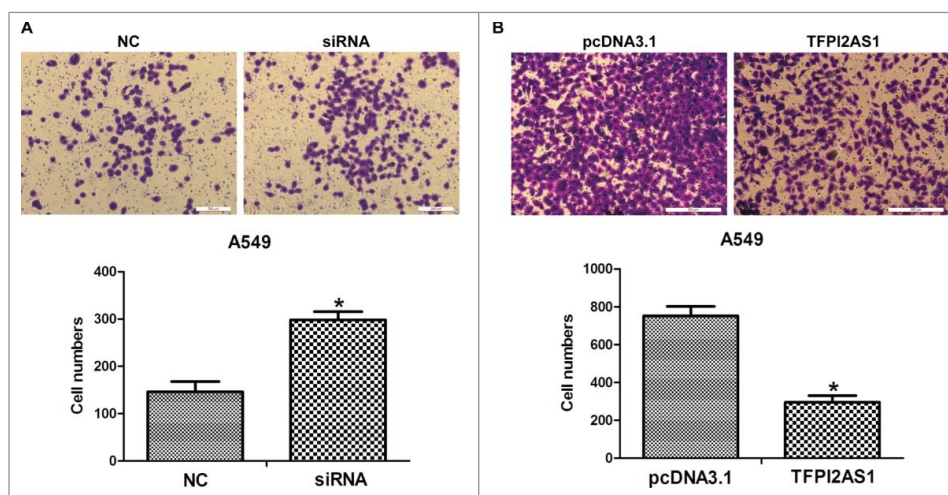 A
NC siRNA
A549
400
300
200
100
0
Cell numbers
*
NC siRNA
B
pcDNA3.1 TFPI2AS1
A549
1000
800
600
400
200
0
Cell numbers
*
pcDNA3.1 TFPI2AS1